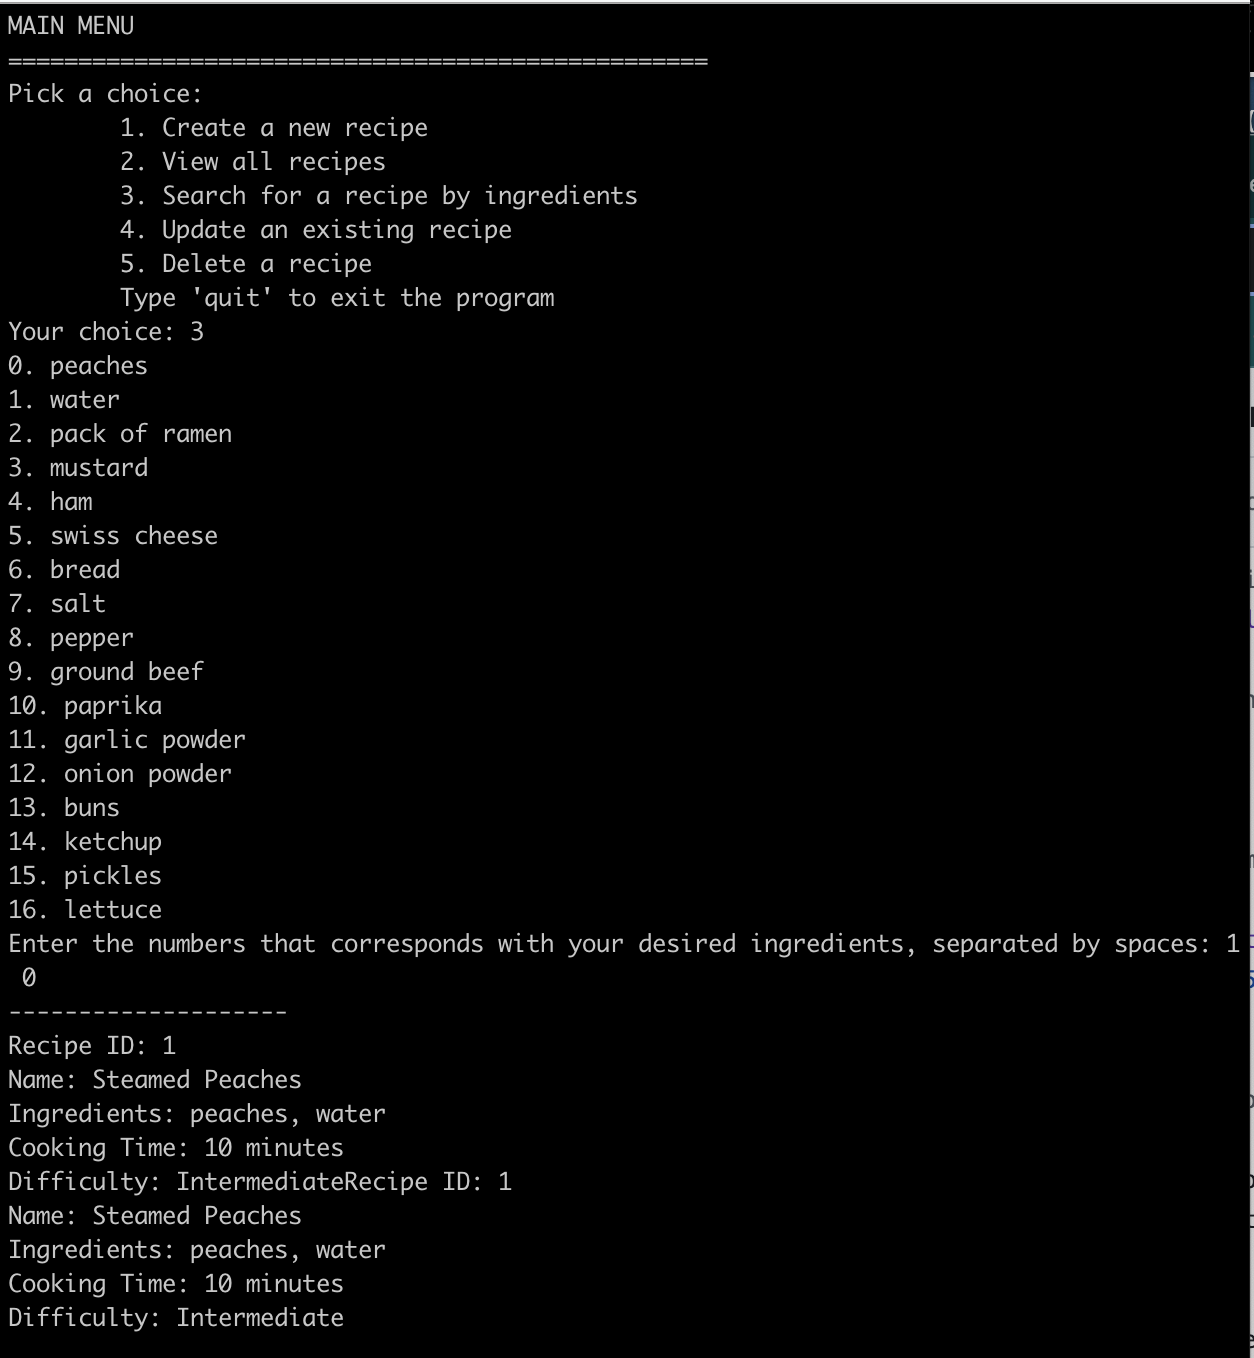 MAIN MENU
==================================================
Pick a choice:
        1. Create a new recipe
        2. View all recipes
        3. Search for a recipe by ingredients
        4. Update an existing recipe
        5. Delete a recipe
        Type 'quit' to exit the program
Your choice: 3
0. peaches
1. water
2. pack of ramen
3. mustard
4. ham
5. swiss cheese
6. bread
7. salt
8. pepper
9. ground beef
10. paprika
11. garlic powder
12. onion powder
13. buns
14. ketchup
15. pickles
16. lettuce
Enter the numbers that corresponds with your desired ingredients, separated by spaces: 1
 0
--------------------
Recipe ID: 1
Name: Steamed Peaches
Ingredients: peaches, water
Cooking Time: 10 minutes
Difficulty: IntermediateRecipe ID: 1
Name: Steamed Peaches
Ingredients: peaches, water
Cooking Time: 10 minutes
Difficulty: Intermediate